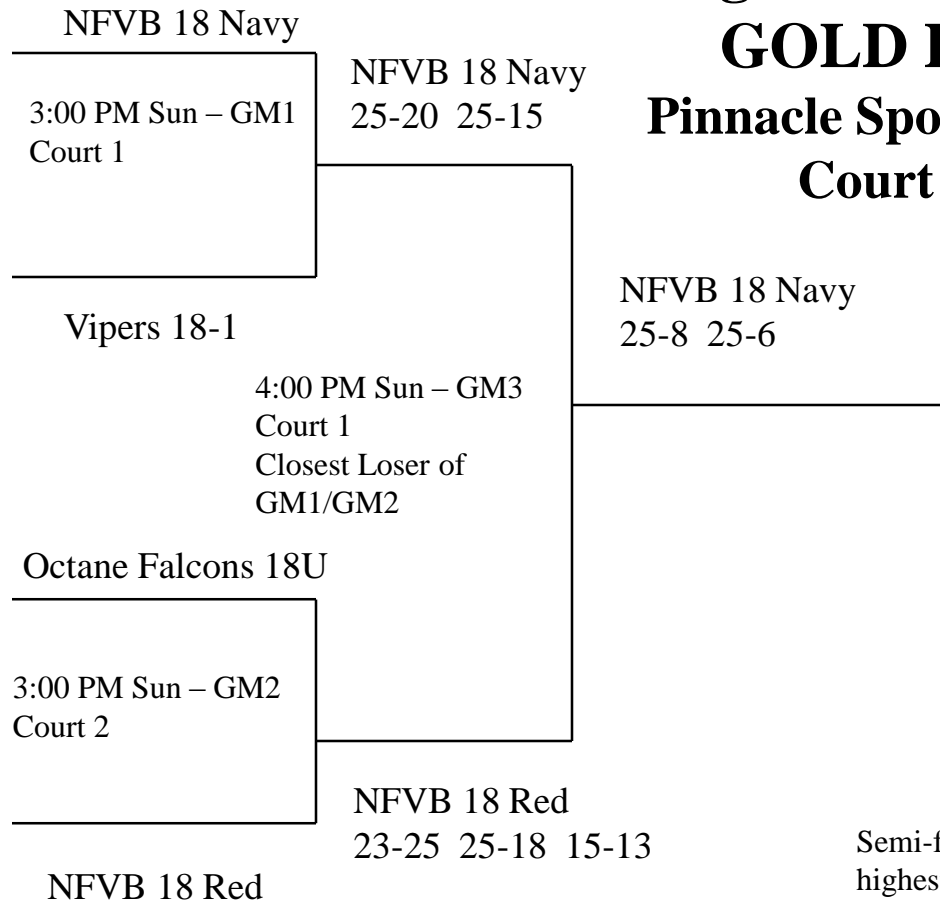 NFVB 18 Navy
GOLD
Pinnacle
Court
3:00 PM Sun – GM1
Court 1
NFVB 18 Navy
25-20 25-15
Vipers 18-1
NFVB 18 Navy
25-8 25-6
4:00 PM Sun – GM3
Court 1
Closest Loser of
GM1/GM2
Octane Falcons 18U
3:00 PM Sun – GM2
Court 2
NFVB 18 Red
23-25 25-18 15-13
NFVB 18 Red